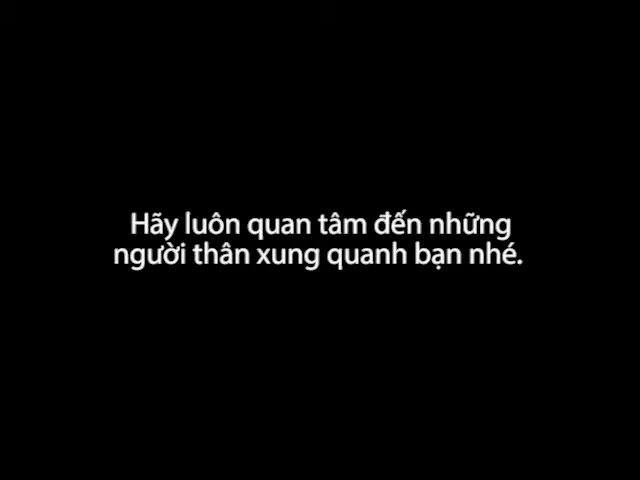 Hãy luôn quan tâm đến những
người thân xung quanh bạn nhé.